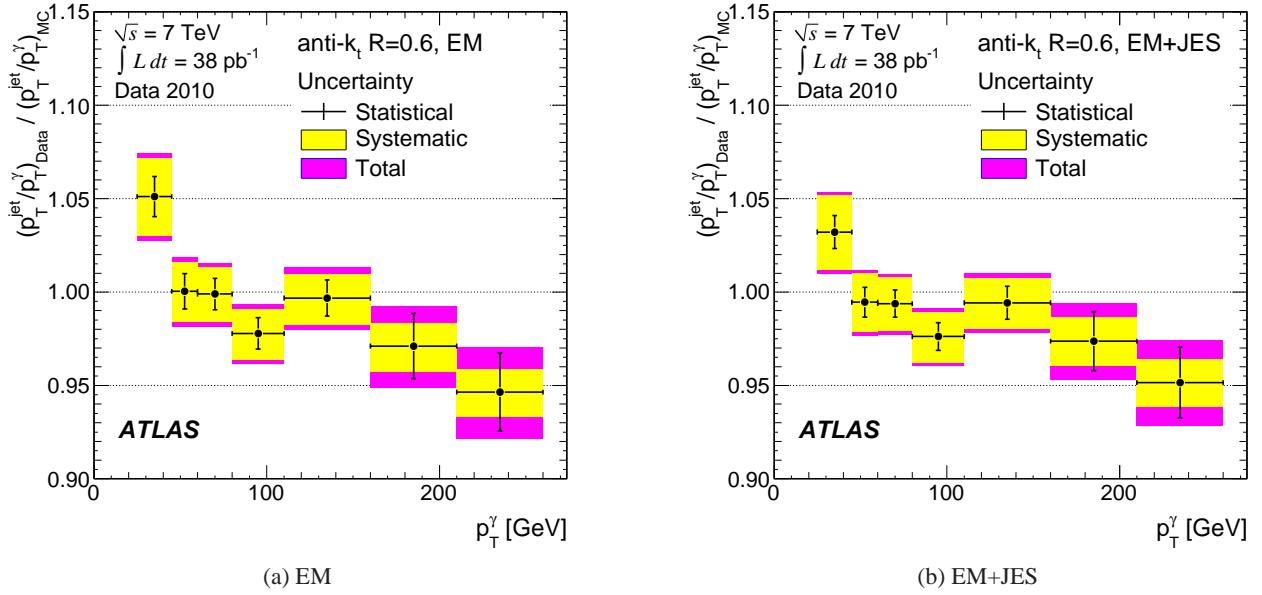 (p_T^jet/p_T^γ)_Data / (p_T^jet/p_T^γ)_MC
1.15
1.10
1.05
1.00
0.95
0.90
√s = 7 TeV
∫ L dt = 38 pb⁻¹
Data 2010
anti-k_t R=0.6, EM
Uncertainty
Statistical
Systematic
Total
ATLAS
0 100 200
p_T^γ [GeV]
(a) EM
(p_T^jet/p_T^γ)_Data / (p_T^jet/p_T^γ)_MC
1.15
1.10
1.05
1.00
0.95
0.90
√s = 7 TeV
∫ L dt = 38 pb⁻¹
Data 2010
anti-k_t R=0.6, EM+JES
Uncertainty
Statistical
Systematic
Total
ATLAS
0 100 200
p_T^γ [GeV]
(b) EM+JES